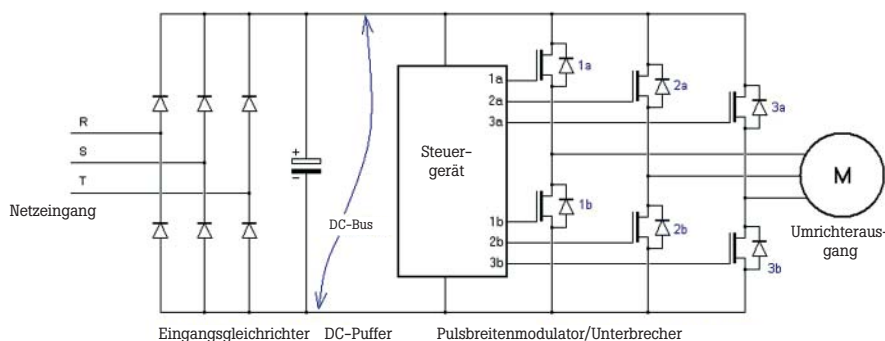 1a
1a
2a
2a
3a
3a
R
S
T
+
-
Steuer-
gerät
M
Netzeingang
DC-Bus
1b
1b
2b
2b
3b
3b
Umrichteraus-
gang
Eingangsgleichrichter DC-Puffer Pulsbreitenmodulator/Unterbrecher